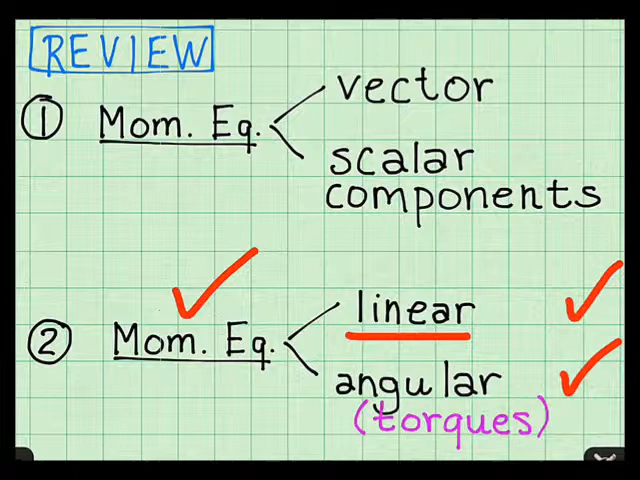 REVIEW
① Mom. Eq. vector
scalar
components
② Mom. Eq. linear
angular
(torques)